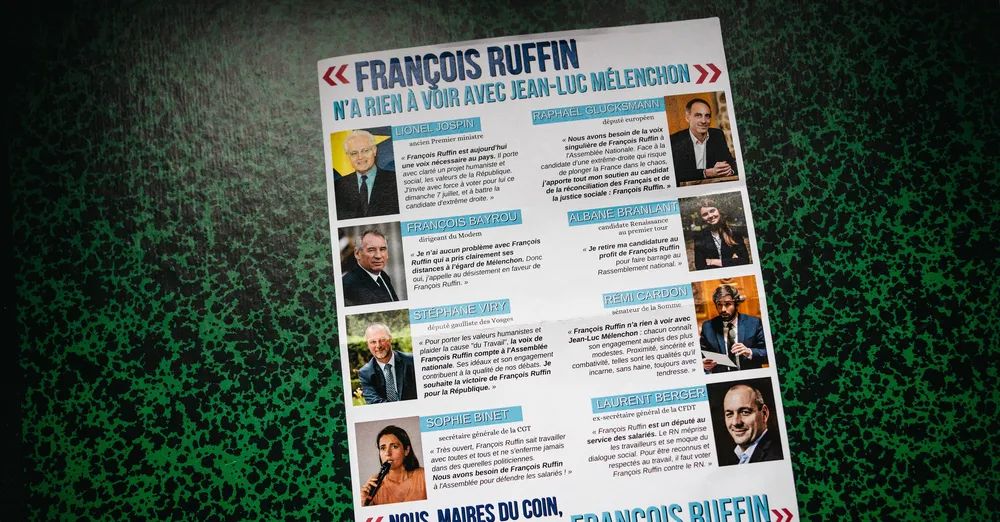 « FRANÇOIS RUFFIN
N'A RIEN À VOIR AVEC JEAN-LUC MÉLENCHON »
LIONEL JOSPIN
ancien Premier ministre
« François Ruffin est aujourd'hui
une voix nécessaire au pays. Il porte
avec clarté un projet humaniste et
social, les valeurs de la République.
J'invite avec force à voter pour lui ce
dimanche 7 juillet, et à battre la
candidate d'extrême droite. »
RAPHAËL GLUCKSMANN
député européen
« Nous avons besoin de la voix
singulière de François Ruffin à
l'Assemblée Nationale. Face à la
candidate d'une extrême-droite qui risque
de plonger la France dans le chaos,
j'apporte tout mon soutien au candidat
de la réconciliation des Français et de
la justice sociale : François Ruffin. »
FRANÇOIS BAYROU
dirigeant du Modem
« Je n'ai aucun problème avec François
Ruffin qui a pris clairement ses
distances à l'égard de Mélenchon. Donc
oui, j'appelle au désistement en faveur de
François Ruffin. »
ALBANE BRANLANT
candidate Renaissance
au premier tour
« Je retire ma candidature au
profit de François Ruffin
pour faire barrage au
Rassemblement national. »
STÉPHANE VIRY
député gaulliste des Vosges
« Pour porter les valeurs humanistes et
plaider la cause "du Travail", la voix de
François Ruffin compte à l'Assemblée
nationale. Ses idéaux et son engagement
contribuent à la qualité de nos débats. Je
souhaite la victoire de François Ruffin
pour la République. »
RÉMI CARDON
sénateur de la Somme
« François Ruffin n'a rien à voir avec
Jean-Luc Mélenchon : chacun connaît
son engagement auprès des plus
modestes. Proximité, sincérité et
combativité, telles sont les qualités qu'il
incarne, sans haine, toujours avec
tendresse. »
SOPHIE BINET
secrétaire générale de la CGT
« Très ouvert, François Ruffin sait travailler
avec toutes et tous et ne s'enferme jamais
dans des querelles politiciennes.
Nous avons besoin de François Ruffin
à l'Assemblée pour défendre les salariés ! »
LAURENT BERGER
ex-secrétaire général de la CFDT
« François Ruffin est un député au
service des salariés. Le RN méprise
les travailleurs et se moque du
dialogue social. Pour être reconnu et
respectés au travail, il faut voter
François Ruffin contre le RN. »
« NOUS, MAIRES DU COIN,
FRANÇOIS RUFFIN »